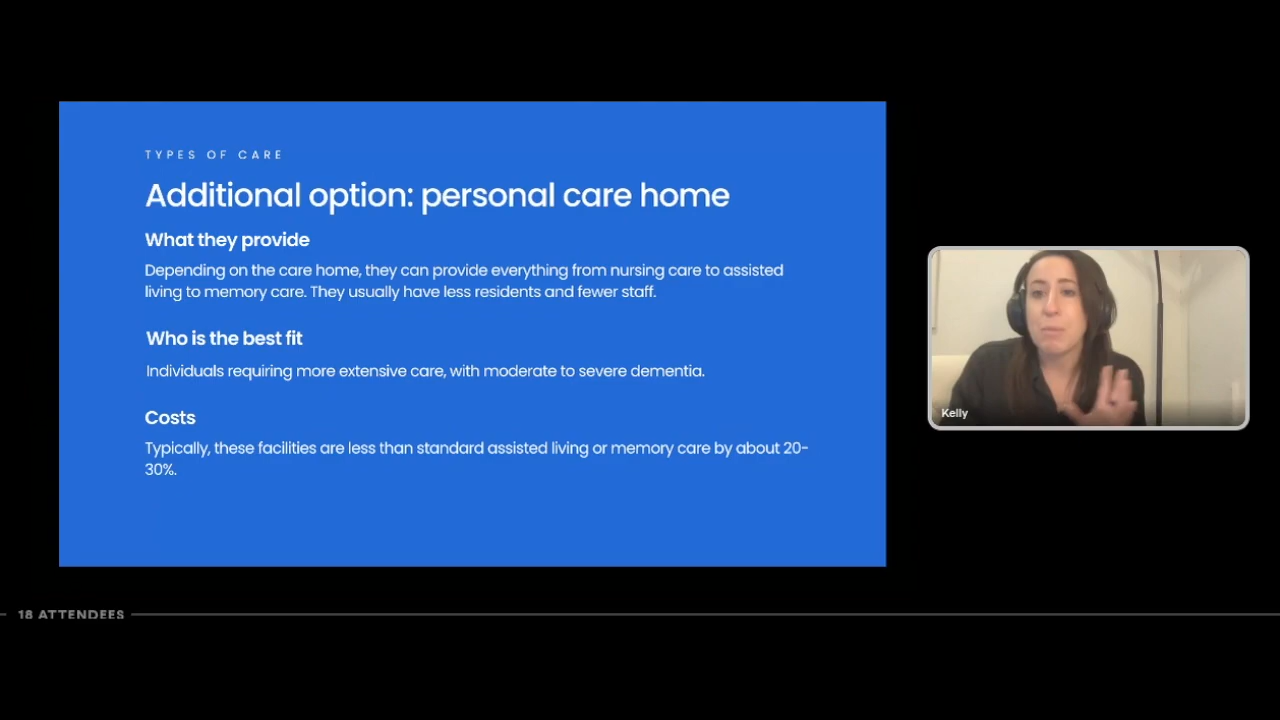 TYPES OF CARE
Additional option: personal care home
What they provide
Depending on the care home, they can provide everything from nursing care to assisted
living to memory care. They usually have less residents and fewer staff.
Who is the best fit
Individuals requiring more extensive care, with moderate to severe dementia.
Costs
Typically, these facilities are less than standard assisted living or memory care by about 20-
30%.
Kelly
18 ATTENDEES